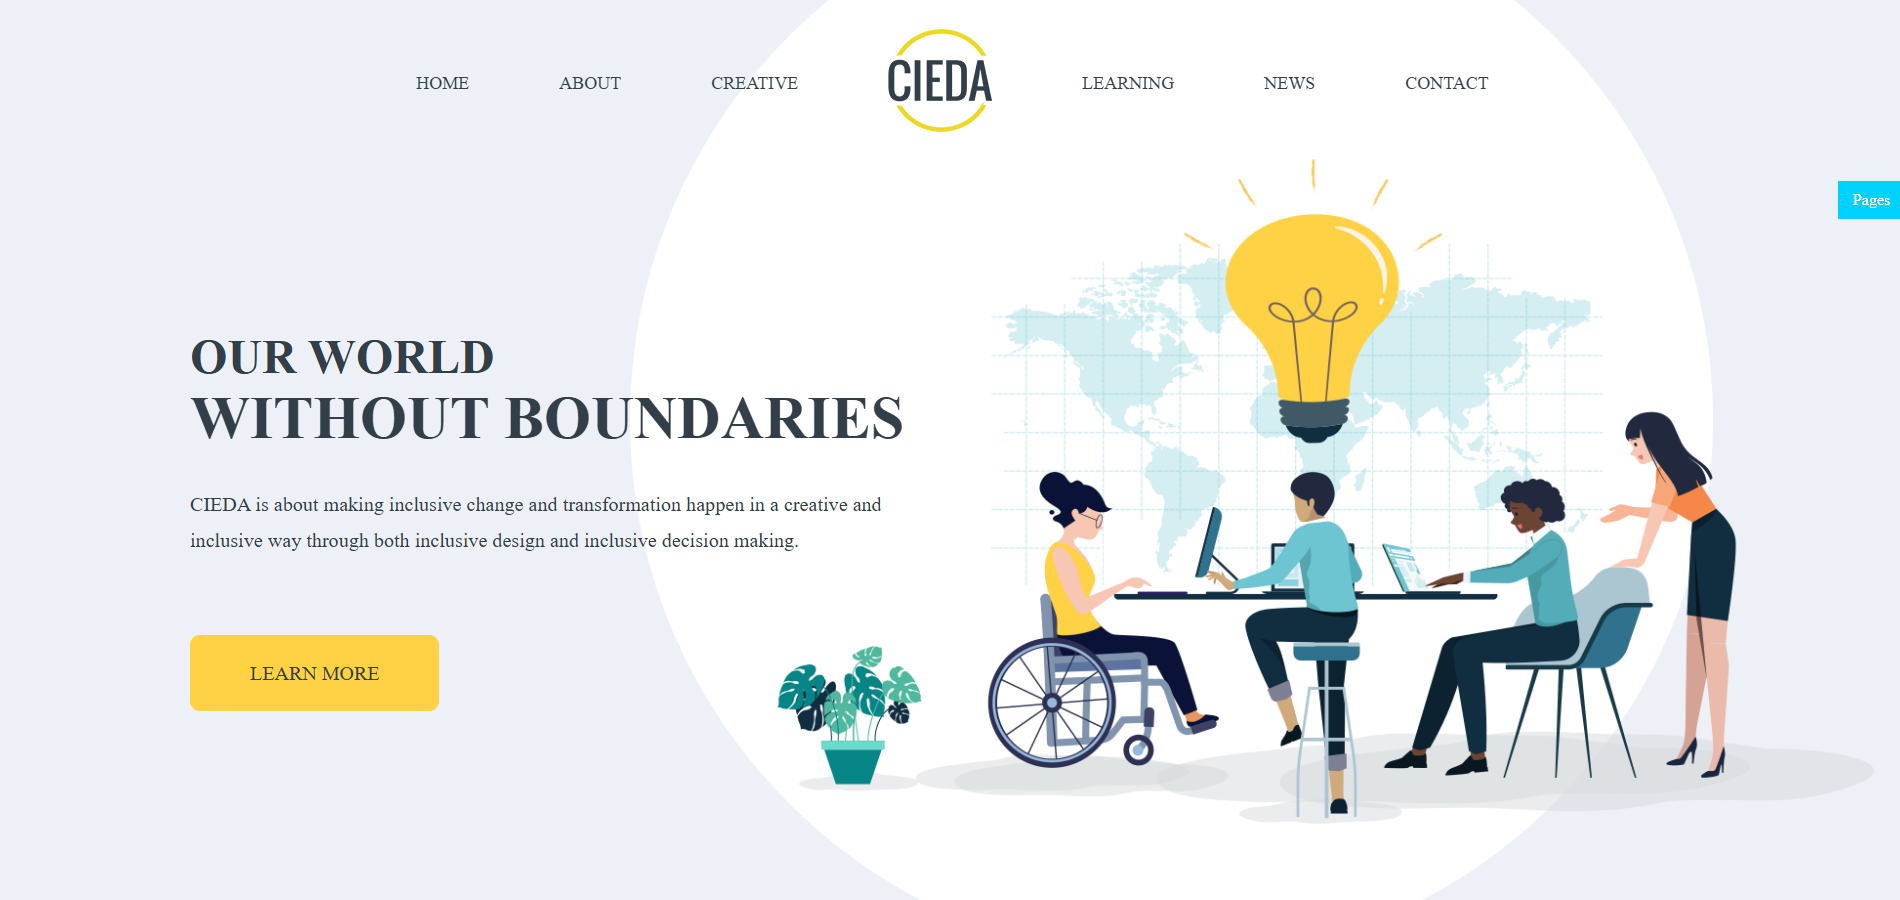 HOME
ABOUT
CREATIVE
CIEDA
LEARNING
NEWS
CONTACT
Pages
OUR WORLD
WITHOUT BOUNDARIES
CIEDA is about making inclusive change and transformation happen in a creative and
inclusive way through both inclusive design and inclusive decision making.
LEARN MORE